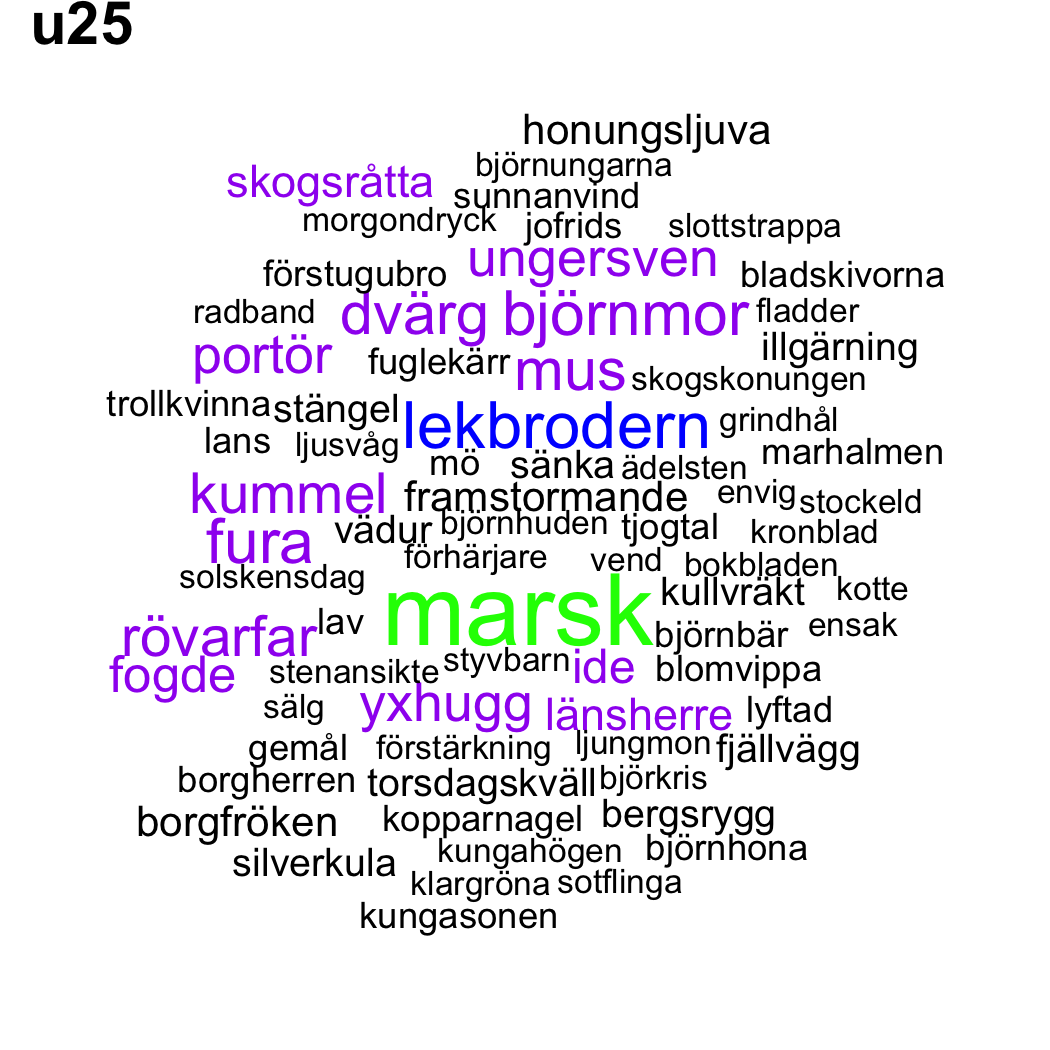 u25
honungsljuva
björnungarna
skogsråtta sunnanvind
morgondryck jofrids slottstrappa
förstugubro ungersven bladskivorna
radband dvärg björnmor fladder
portör fuglekärr mus illgärning
skogskonungen
trollkvinna stängel lekbrodern grindhål
lans ljusvåg marhalmen
mö sänka ädelsten
kummel framstormande envig stockeld
fura vädur björnhuden tjogtal kronblad
förhärjare vend bokbladen
solskensdag marsk kullvräkt kotte
rövarfar lav björnbär ensak
fogde stenansikte styvbarn ide blomvippa
sälg yxhugg länsherre lyftad
gemål förstärkning ljungmon fjällvägg
borgherren torsdagskväll björkris
borgfröken kopparnagel bergsrygg
silverkula kungahögen björnhona
klargröna sotflinga
kungasonen